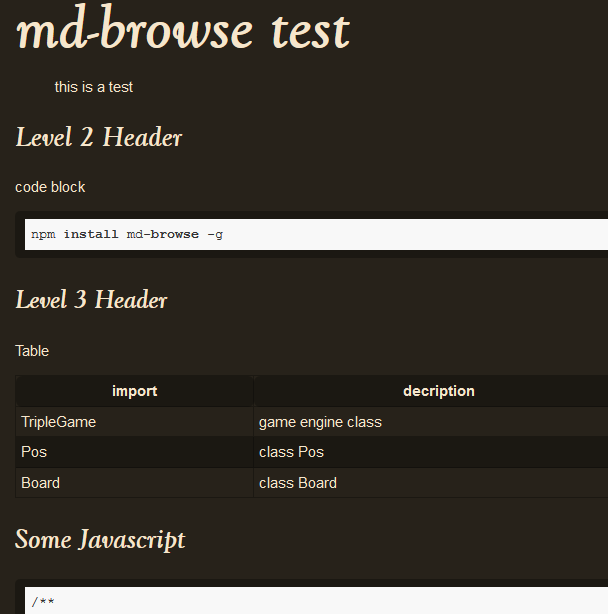 md-browse test
this is a test
Level 2 Header
code block
npm install md-browse -g
Level 3 Header
Table
import decription
TripleGame game engine class
Pos class Pos
Board class Board
Some Javascript
/**